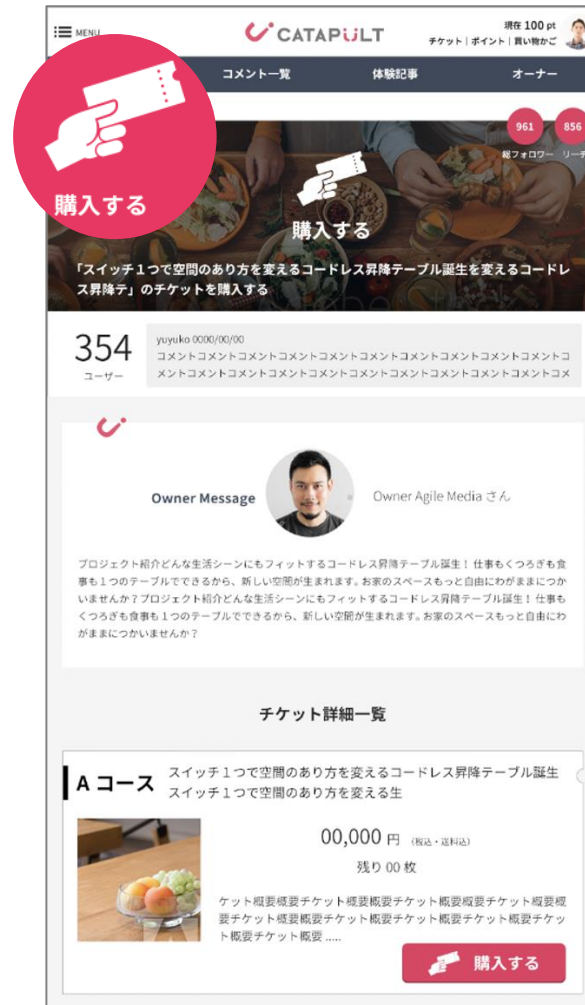 MENU
CATAPULT
現在 100 pt
チケット｜ポイント｜買い物かご
コメント一覧
体験記事
オーナー
購入する
961
856
総フォロワー
リーチ
購入する
「スイッチ１つで空間のあり方を変えるコードレス昇降テーブル誕生を変えるコードレ
ス昇降テ」のチケットを購入する
354
ユーザー
yuyuko 0000/00/00
コメントコメントコメントコメントコメントコメントコメントコメントコメントコメントコ
メントコメントコメントコメントコメントコメントコメントコメントコメントコメントコメ
Owner Message
Owner Agile Media さん
プロジェクト紹介どんな生活シーンにもフィットするコードレス昇降テーブル誕生！ 仕事もくつろぎも食
事も１つのテーブルでできるから、新しい空間が生まれます。お家のスペースもっと自由にわがままにつか
いませんか？プロジェクト紹介どんな生活シーンにもフィットするコードレス昇降テーブル誕生！ 仕事も
くつろぎも食事も１つのテーブルでできるから、新しい空間が生まれます。お家のスペースもっと自由にわ
がままにつかいませんか？
チケット詳細一覧
A コース
スイッチ１つで空間のあり方を変えるコードレス昇降テーブル誕生
スイッチ１つで空間のあり方を変える生
00,000 円 （税込・送料込）
残り 00 枚
ケット概要概要チケット概要概要チケット概要概要チケット概要概
要チケット概要概要チケット概要チケット概要チケット概要チケッ
ト概要チケット概要 .....
購入する